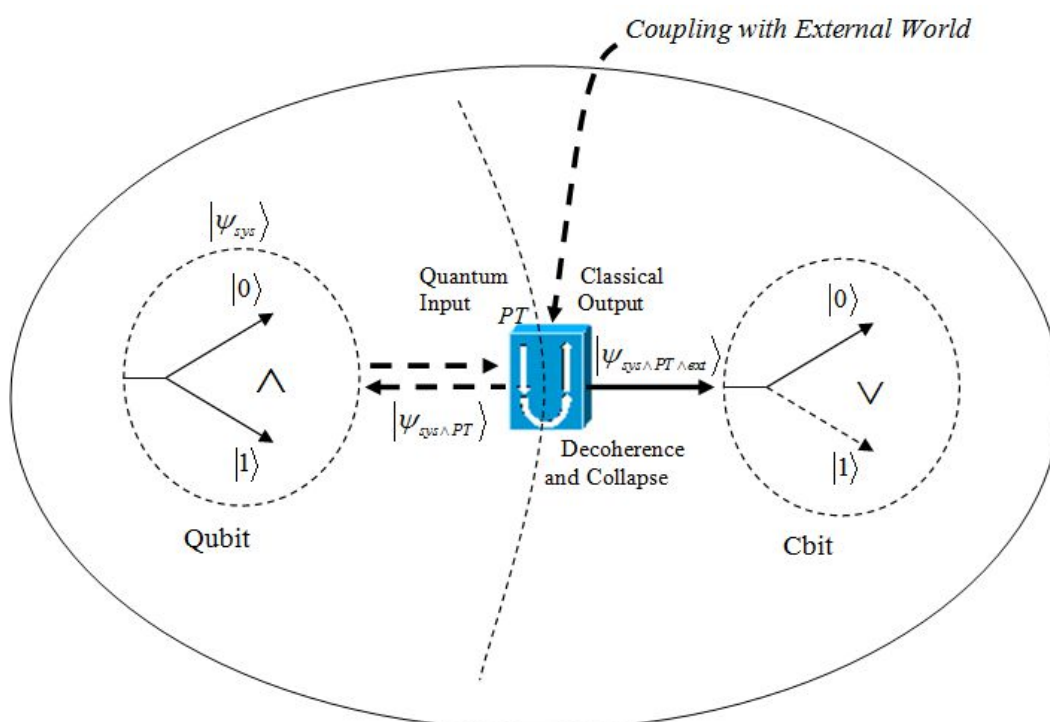 Coupling with External World
|ψsys⟩
|0⟩
∧
|1⟩
Qubit
Quantum
Input
PT
Classical
Output
|ψsys∧PT⟩
|ψsys∧PT∧ext⟩
Decoherence
and Collapse
|0⟩
∨
|1⟩
Cbit